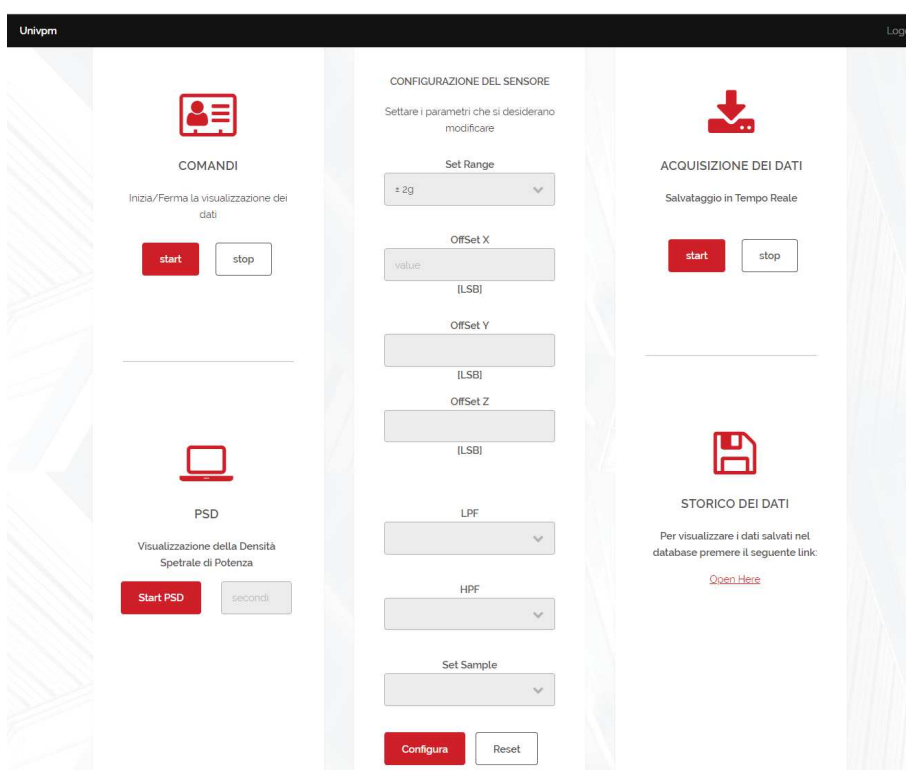 Univpm
COMANDI
Inizia/Ferma la visualizzazione dei
dati
start
stop
PSD
Visualizzazione della Densità
Spetrale di Potenza
Start PSD
secondi
CONFIGURAZIONE DEL SENSORE
Settare i parametri che si desiderano
modificare
Set Range
± 2g
OffSet X
value
[LSB]
OffSet Y
[LSB]
OffSet Z
[LSB]
LPF
HPF
Set Sample
Configura
Reset
Logo
ACQUISIZIONE DEI DATI
Salvataggio in Tempo Reale
start
stop
STORICO DEI DATI
Per visualizzare i dati salvati nel
database premere il seguente link:
Open Here